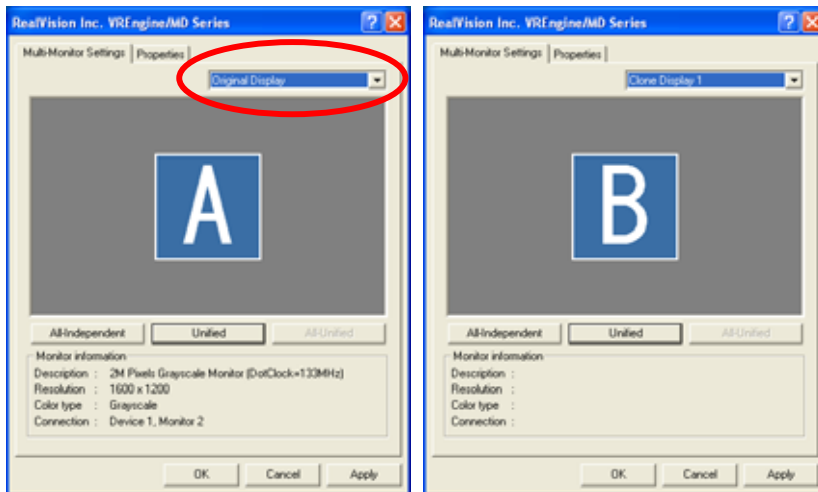 RealVision Inc. VREngine/MD Series
Multi-Monitor Settings Properties
Original Display
A
All-Independent Unified All-Unified
Monitor information
Description : 2M Pixels Grayscale Monitor (DotClock=133MHz)
Resolution : 1600 x 1200
Color type : Grayscale
Connection : Device 1, Monitor 2
OK Cancel Apply
RealVision Inc. VREngine/MD Series
Multi-Monitor Settings Properties
Clone Display 1
B
All-Independent Unified All-Unified
Monitor information
Description :
Resolution :
Color type :
Connection :
OK Cancel Apply